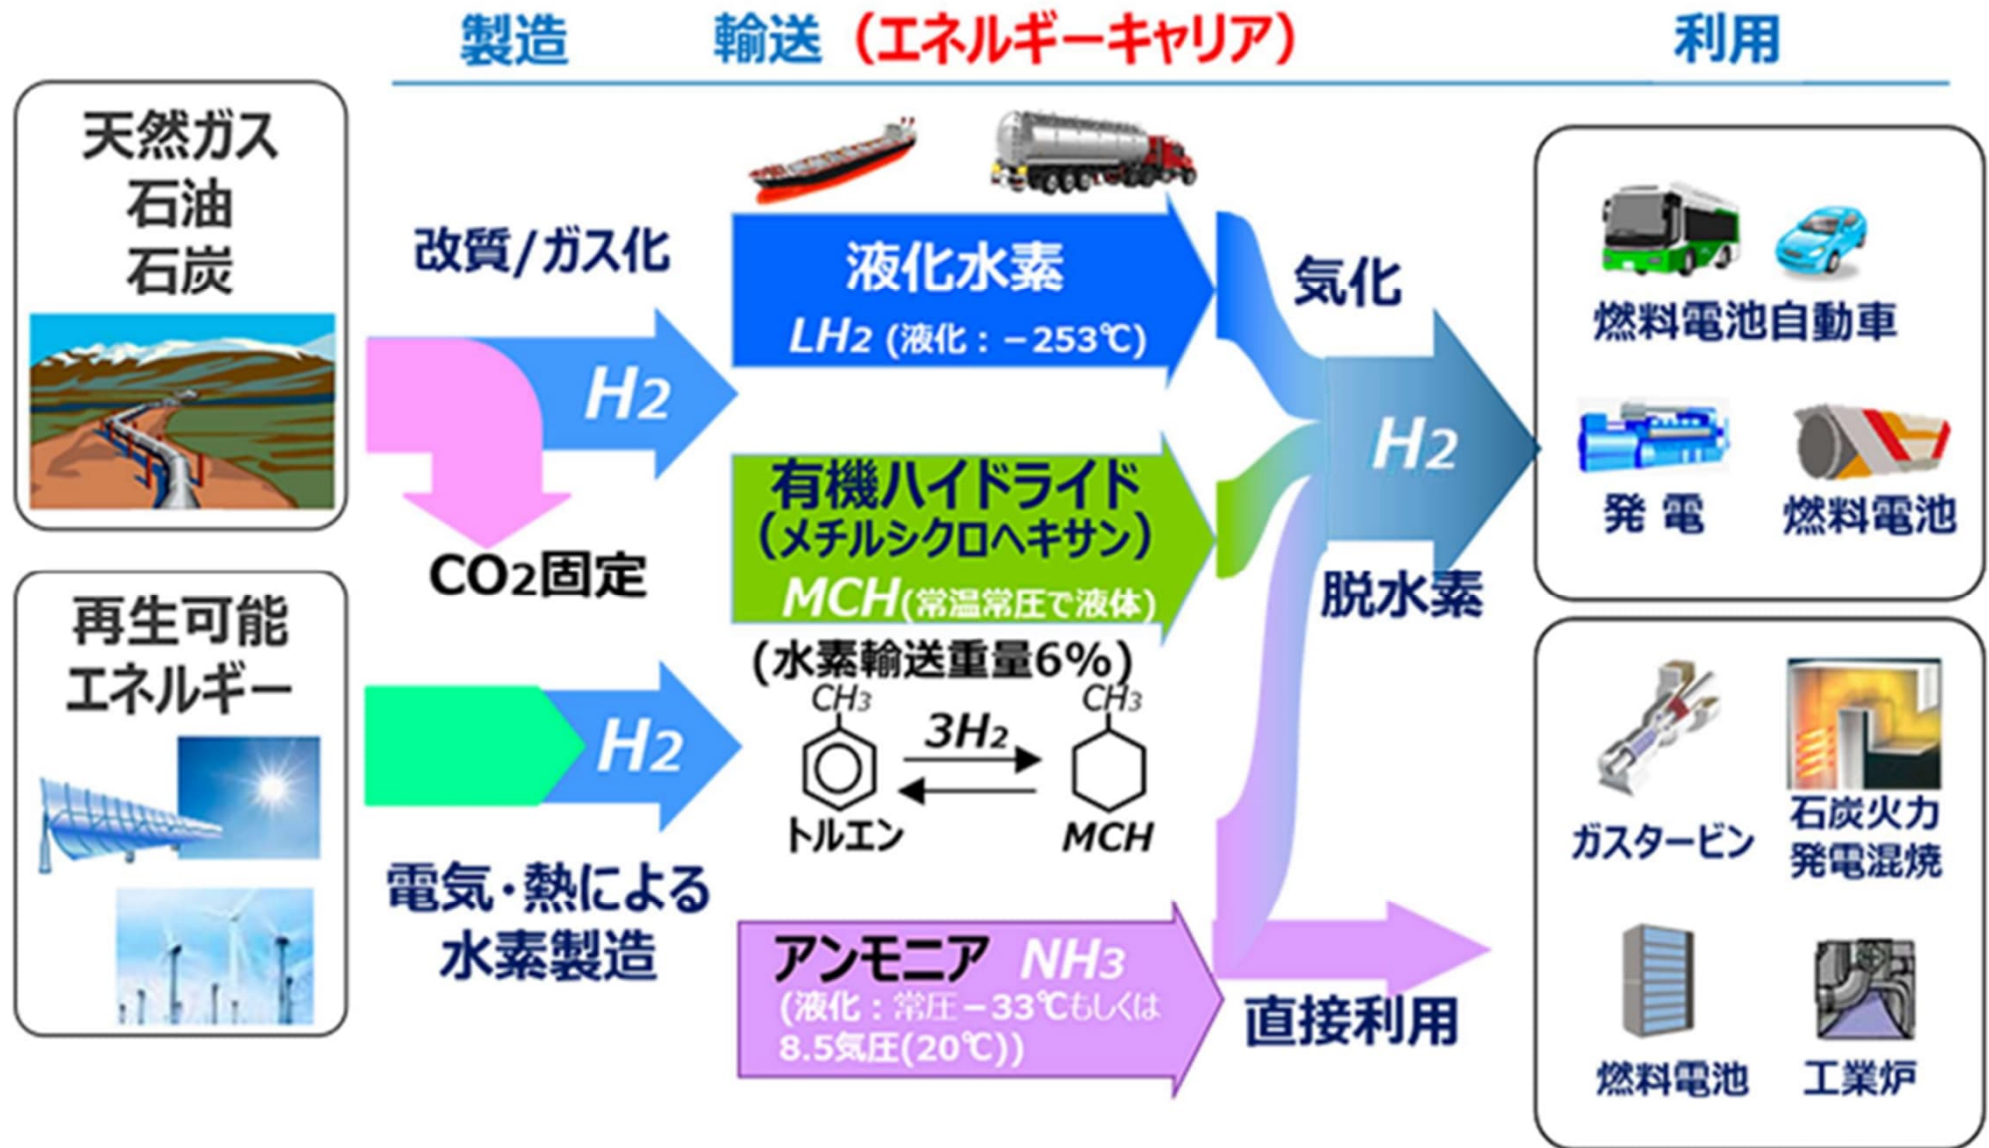 製造
輸送（エネルギーキャリア）
利用
天然ガス
石油
石炭
改質/ガス化
H2
CO2固定
再生可能
エネルギー
H2
電気・熱による
水素製造
液化水素
LH2 (液化：－253℃)
有機ハイドライド
（メチルシクロヘキサン）
MCH(常温常圧で液体)
(水素輸送重量6%)
CH3
CH3
3H2
トルエン
MCH
アンモニア NH3
(液化：常圧－33℃もしくは
8.5気圧(20℃))
気化
H2
脱水素
直接利用
燃料電池自動車
発電
燃料電池
ガスタービン
石炭火力
発電混焼
燃料電池
工業炉